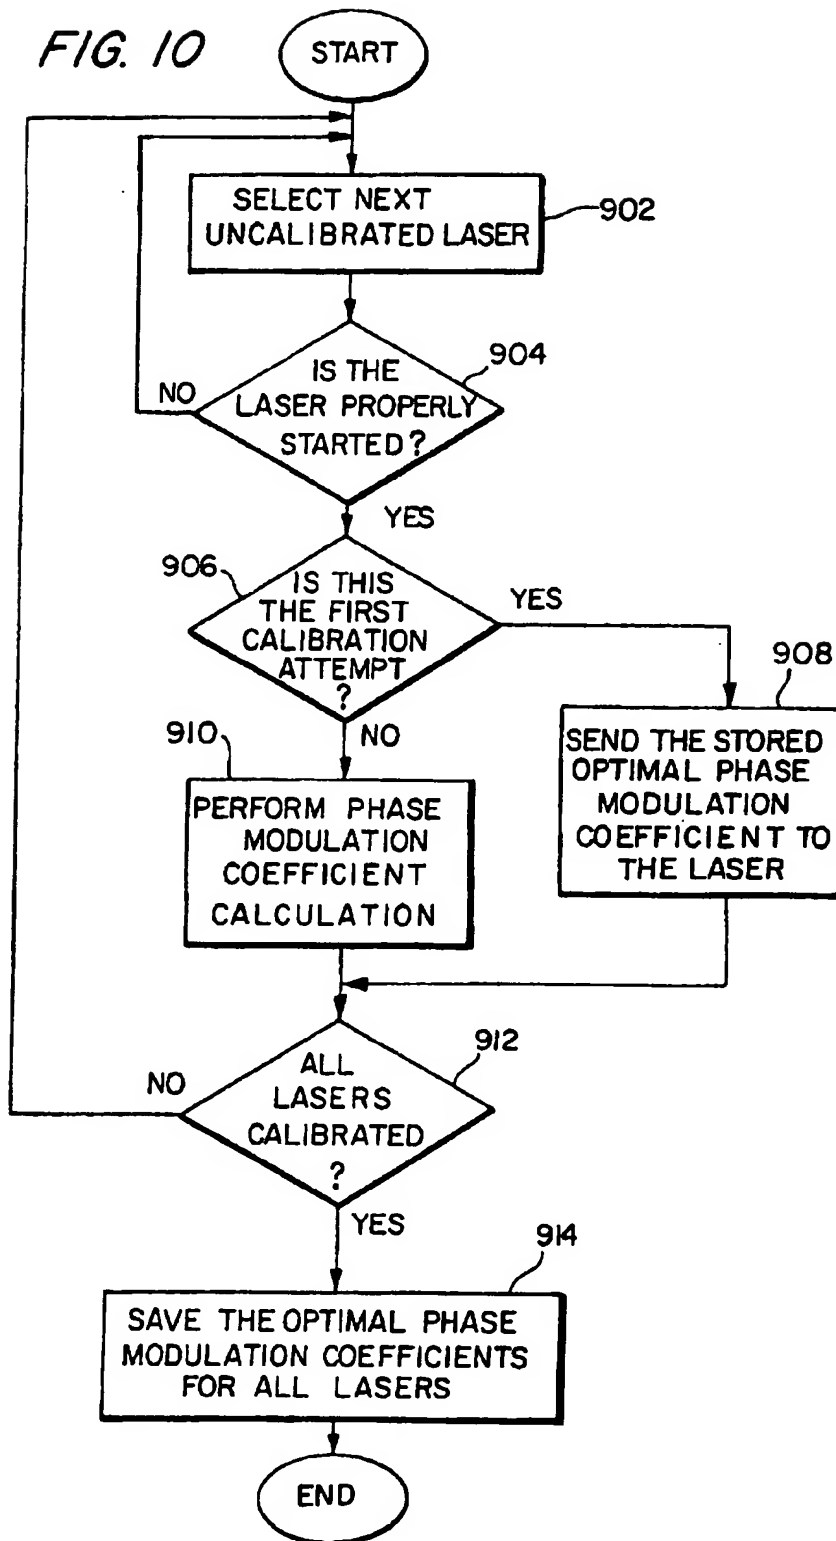 FIG. 10
START
SELECT NEXT
UNCALIBRATED LASER
902
904
IS THE
LASER PROPERLY
STARTED?
NO
YES
906
IS THIS
THE FIRST
CALIBRATION
ATTEMPT
?
YES
NO
908
SEND THE STORED
OPTIMAL PHASE
MODULATION
COEFFICIENT TO
THE LASER
910
PERFORM PHASE
MODULATION
COEFFICIENT
CALCULATION
912
ALL
LASERS
CALIBRATED
?
NO
YES
914
SAVE THE OPTIMAL PHASE
MODULATION COEFFICIENTS
FOR ALL LASERS
END